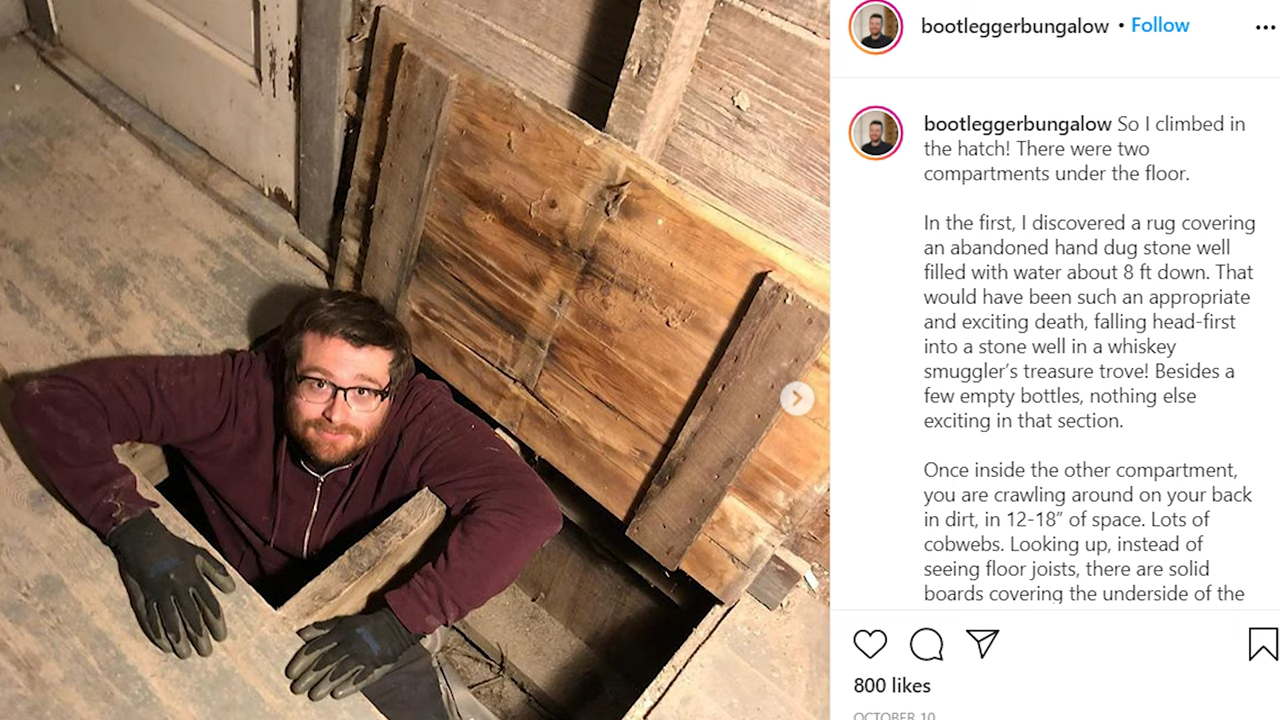 bootleggerbungalow • Follow
bootleggerbungalow So I climbed in
the hatch! There were two
compartments under the floor.
In the first, I discovered a rug covering
an abandoned hand dug stone well
filled with water about 8 ft down. That
would have been such an appropriate
and exciting death, falling head-first
into a stone well in a whiskey
smuggler’s treasure trove! Besides a
few empty bottles, nothing else
exciting in that section.
Once inside the other compartment,
you are crawling around on your back
in dirt, in 12-18” of space. Lots of
cobwebs. Looking up, instead of
seeing floor joists, there are solid
boards covering the underside of the
800 likes
OCTOBER 10